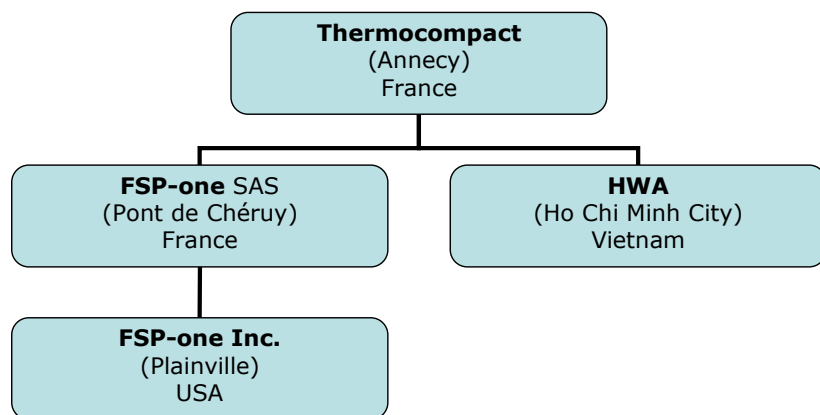 Thermocompact
(Annecy)
France
FSP-one SAS
(Pont de Chéruy)
France
HWA
(Ho Chi Minh City)
Vietnam
FSP-one Inc.
(Plainville)
USA